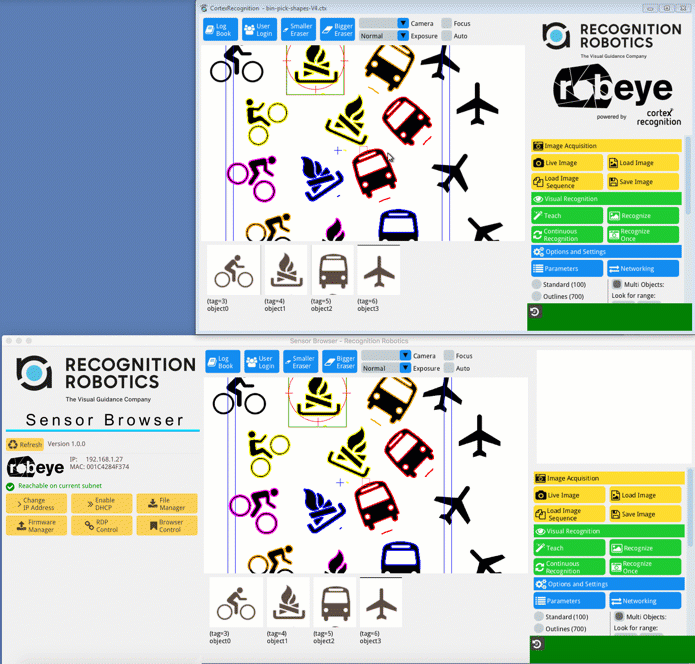 CortexRecognition - bin-pick-shapes-V4.ctx
Log Book
User Login
Smaller Eraser
Bigger Eraser
Camera
Focus
Normal
Exposure
Auto
RECOGNITION
ROBOTICS
The Visual Guidance Company
robeye
powered by cortex recognition
Image Acquisition
Live Image
Load Image
Load Image Sequence
Save Image
Visual Recognition
Teach
Recognize
Continuous Recognition
Recognize Once
Options and Settings
Parameters
Networking
Standard (100)
Multi Objects:
Outlines (700)
Look for range:
(tag=3)
object0
(tag=4)
object1
(tag=5)
object2
(tag=6)
object3
Sensor Browser - Recognition Robotics
RECOGNITION
ROBOTICS
The Visual Guidance Company
Sensor Browser
Refresh
Version 1.0.0
robeye
IP: 192.168.1.27
MAC: 001C4284F374
Reachable on current subnet
Change IP Address
Enable DHCP
File Manager
Firmware Manager
RDP Control
Browser Control
Log Book
User Login
Smaller Eraser
Bigger Eraser
Camera
Focus
Normal
Exposure
Auto
(tag=3)
object0
(tag=4)
object1
(tag=5)
object2
(tag=6)
object3
Image Acquisition
Live Image
Load Image
Load Image Sequence
Save Image
Visual Recognition
Teach
Recognize
Continuous Recognition
Recognize Once
Options and Settings
Parameters
Networking
Standard (100)
Multi Objects:
Outlines (700)
Look for range: